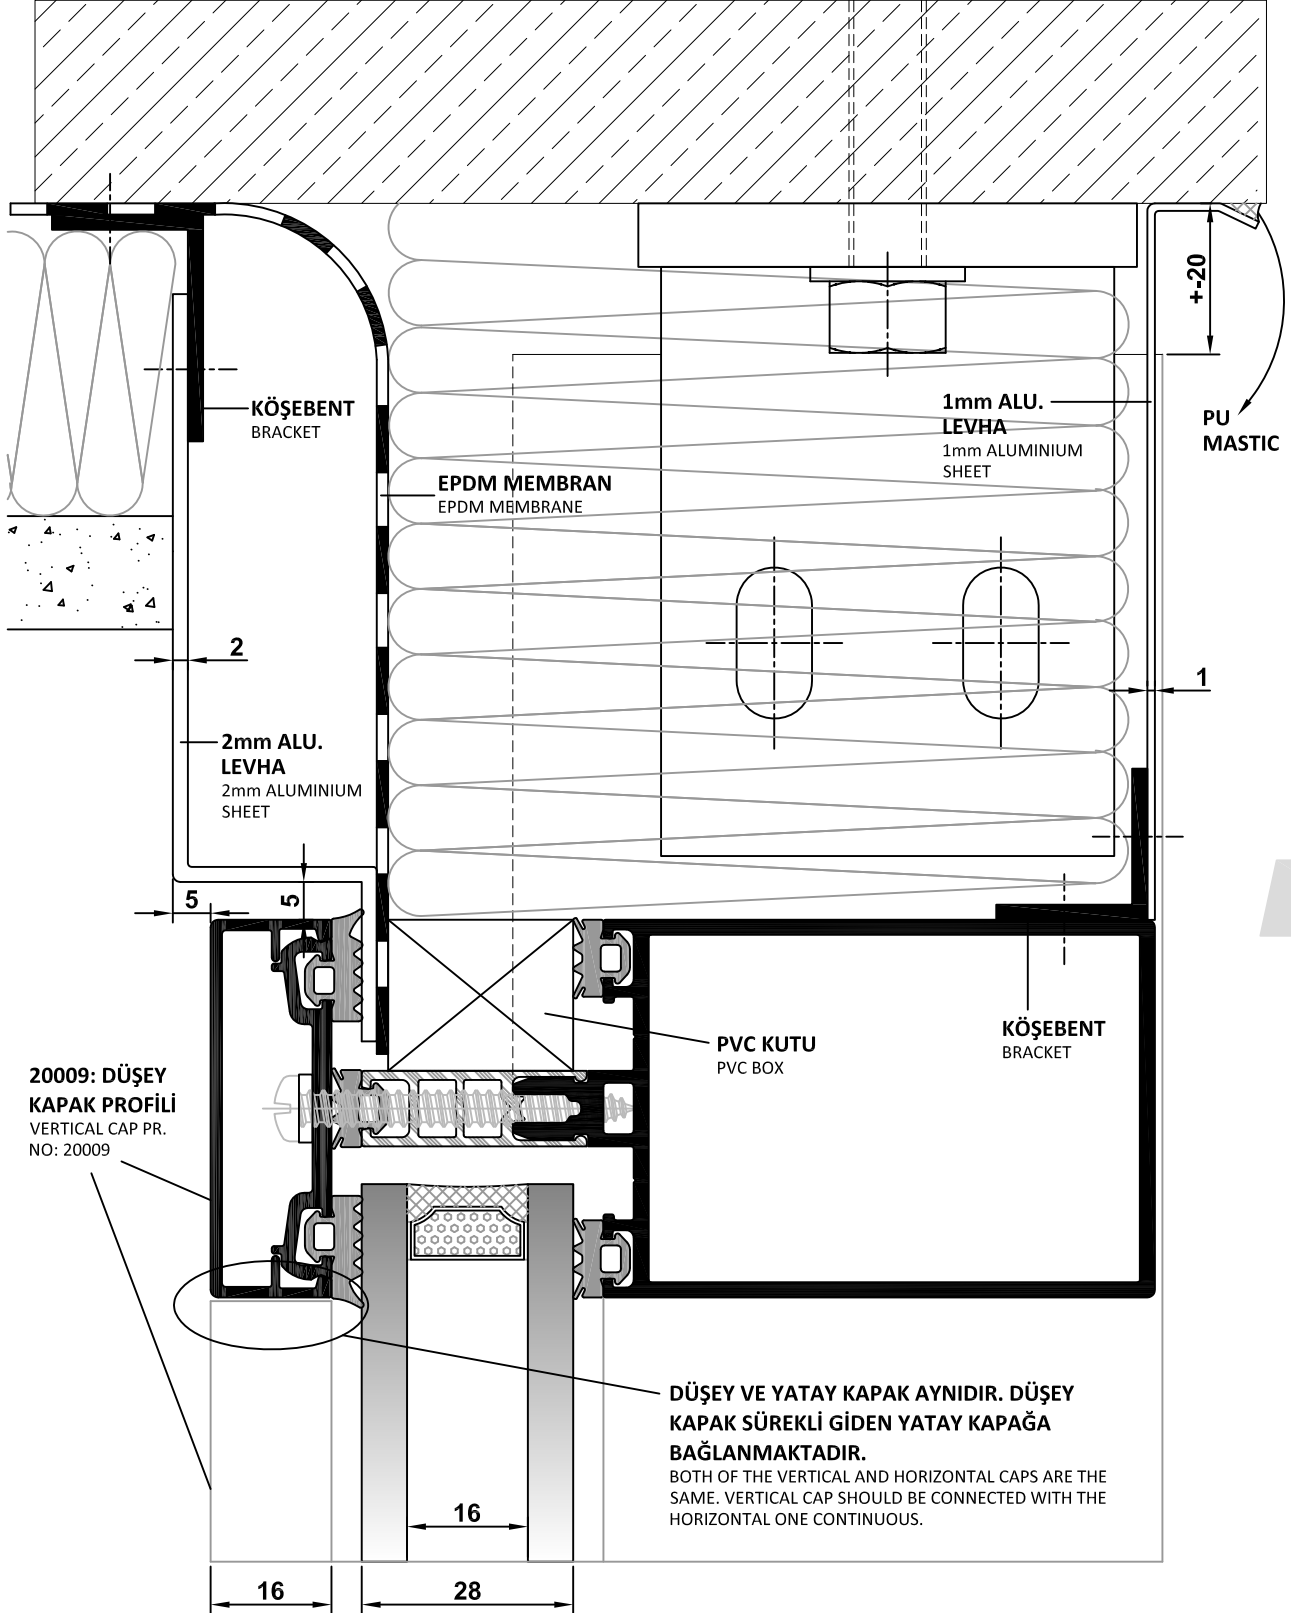 +-20
KÖŞEBENT
BRACKET
1mm ALU.
LEVHA
1mm ALUMINIUM
SHEET
PU
MASTIC
EPDM MEMBRAN
EPDM MEMBRANE
2
1
2mm ALU.
LEVHA
2mm ALUMINIUM
SHEET
5
5
PVC KUTU
PVC BOX
KÖŞEBENT
BRACKET
20009: DÜŞEY
KAPAK PROFİLİ
VERTICAL CAP PR.
NO: 20009
DÜŞEY VE YATAY KAPAK AYNIDIR. DÜŞEY
KAPAK SÜREKLİ GİDEN YATAY KAPAĞA
BAĞLANMAKTADIR.
BOTH OF THE VERTICAL AND HORIZONTAL CAPS ARE THE
SAME. VERTICAL CAP SHOULD BE CONNECTED WITH THE
HORIZONTAL ONE CONTINUOUS.
16
16
28